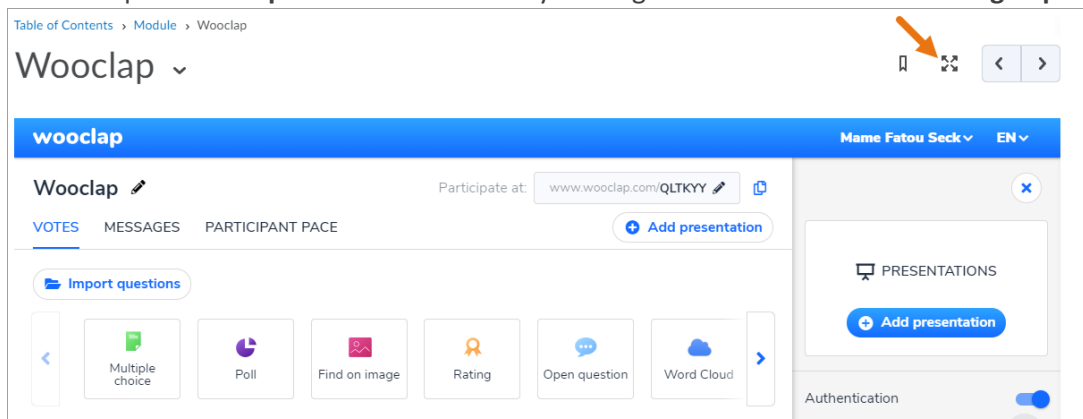 Table of Contents › Module › Wooclap
Wooclap
wooclap
Mame Fatou Seck
EN
Wooclap
Participate at:
www.wooclap.com/QLTKYY
VOTES
MESSAGES
PARTICIPANT PACE
Add presentation
PRESENTATIONS
Import questions
Add presentation
Multiple
choice
Poll
Find on image
Rating
Open question
Word Cloud
Authentication